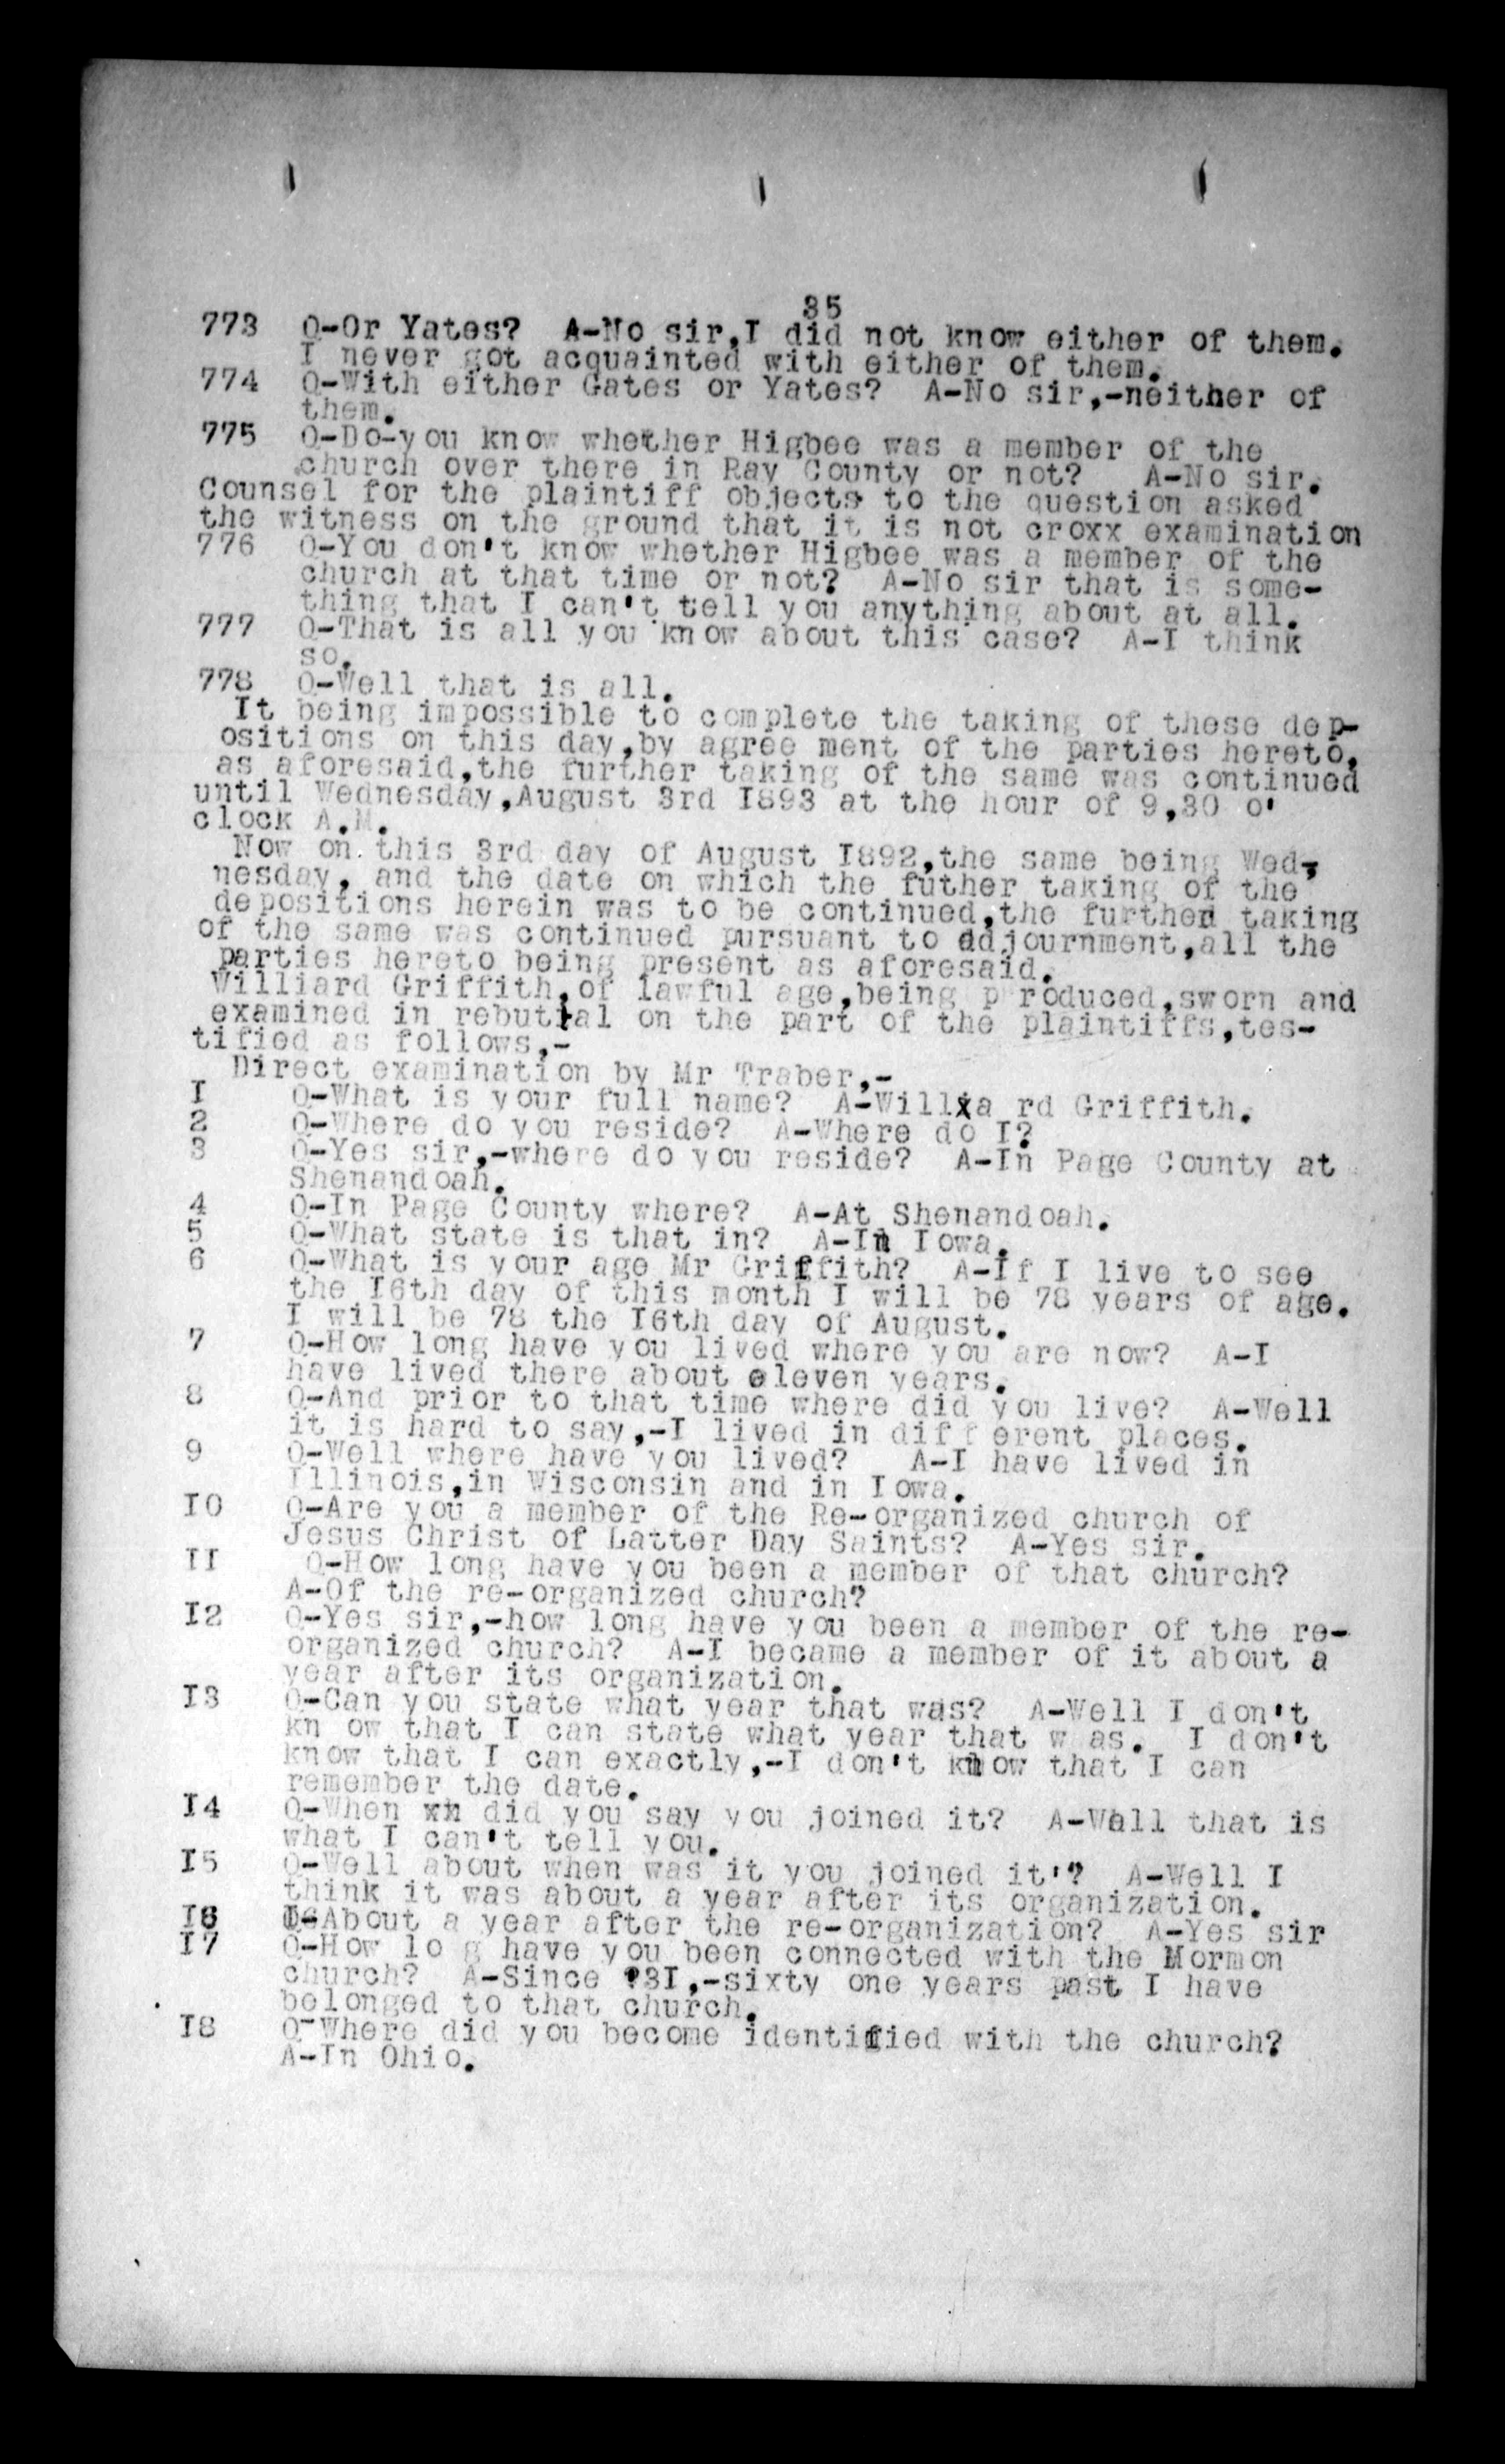 35
773 Q-Or Yates? A-No sir,I did not know either of them.
I never got acquainted with either of them.
774 Q-With either Gates or Yates? A-No sir,-neither of
them.
775 Q-Do-you know whether Higbee was a member of the
church over there in Ray County or not? A-No sir.
Counsel for the plaintiff objects to the question asked
the witness on the ground that it is not croxx examination
776 Q-You don't know whether Higbee was a member of the
church at that time or not? A-No sir that is some-
thing that I can't tell you anything about at all.
777 Q-That is all you know about this case? A-I think
so.
778 Q-Well that is all.
It being impossible to complete the taking of these dep-
ositions on this day,by agree ment of the parties hereto,
as aforesaid,the further taking of the same was continued
until Wednesday,August 3rd I893 at the hour of 9,30 o'
clock A.M.
Now on this 3rd day of August I892,the same being Wed-
nesday, and the date on which the futher taking of the
depositions herein was to be continued,the further taking
of the same was continued pursuant to adjournment,all the
parties hereto being present as aforesaid.
Williard Griffith,of lawful age,being p roduced,sworn and
examined in rebuttal on the part of the plaintiffs,tes-
tified as follows,-
Direct examination by Mr Traber,-
I Q-What is your full name? A-Willxa rd Griffith.
2 Q-Where do you reside? A-Where do I?
3 Q-Yes sir,-where do you reside? A-In Page County at
Shenandoah.
4 Q-In Page County where? A-At Shenandoah.
5 Q-What state is that in? A-In Iowa.
6 Q-What is your age Mr Griffith? A-If I live to see
the I6th day of this month I will be 78 years of age.
I will be 78 the I6th day of August.
7 Q-How long have you lived where you are now? A-I
have lived there about eleven years.
8 Q-And prior to that time where did you live? A-Well
it is hard to say,-I lived in different places.
9 Q-Well where have you lived? A-I have lived in
Illinois,in Wisconsin and in Iowa.
I0 Q-Are you a member of the Re-organized church of
Jesus Christ of Latter Day Saints? A-Yes sir.
II Q-How long have you been a member of that church?
A-Of the re-organized church?
I2 Q-Yes sir,-how long have you been a member of the re-
organized church? A-I became a member of it about a
year after its organization.
I3 Q-Can you state what year that was? A-Well I don't
kn ow that I can state what year that w as. I don't
know that I can exactly,-I don't know that I can
remember the date.
I4 Q-When xx did you say you joined it? A-Well that is
what I can't tell you.
I5 Q-Well about when was it you joined it'? A-Well I
think it was about a year after its organization.
I6 Q-About a year after the re-organization? A-Yes sir
I7 Q-How lo g have you been connected with the Mormon
church? A-Since '3I,-sixty one years past I have
belonged to that church.
I8 Q-Where did you become identified with the church?
A-In Ohio.